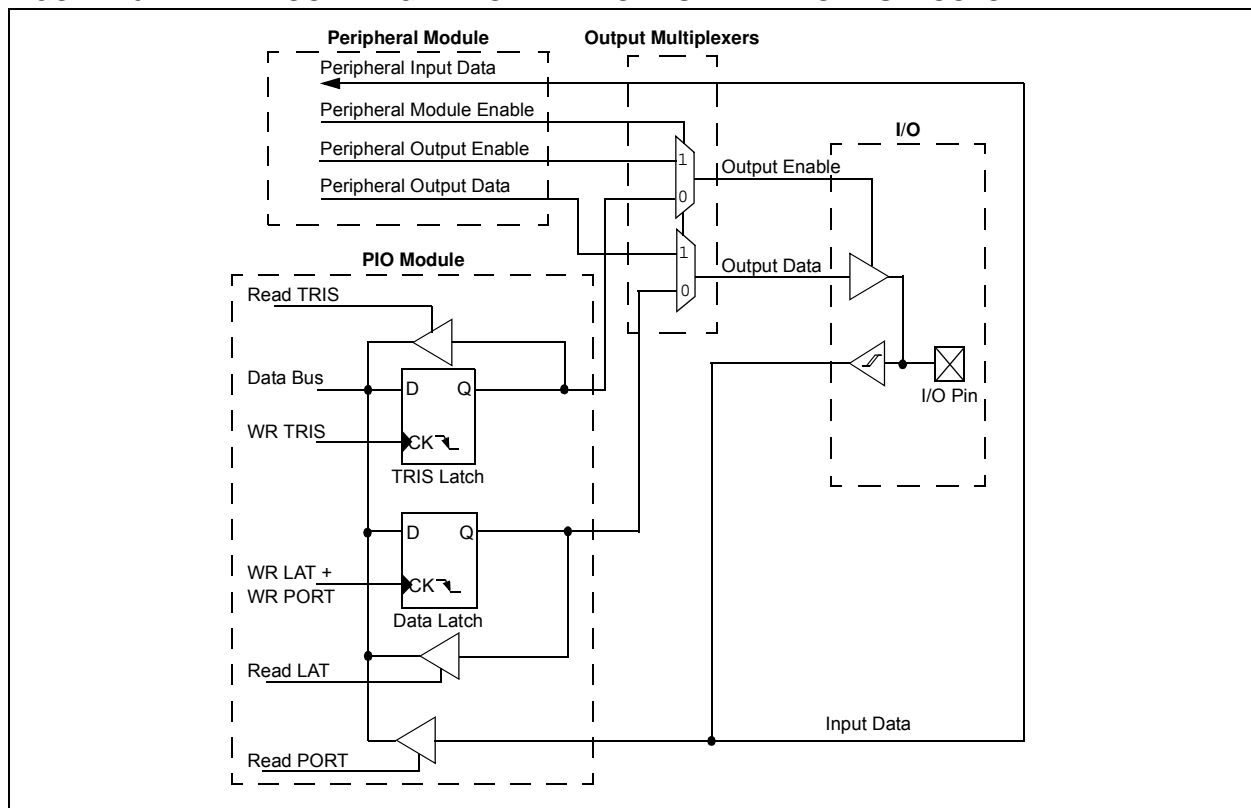 Peripheral Module
Output Multiplexers
Peripheral Input Data
Peripheral Module Enable
I/O
Peripheral Output Enable
1
Output Enable
Peripheral Output Data
0
1
PIO Module
Output Data
0
Read TRIS
Data Bus
D
Q
I/O Pin
WR TRIS
CK
TRIS Latch
D
Q
WR LAT +
WR PORT
CK
Data Latch
Read LAT
Input Data
Read PORT